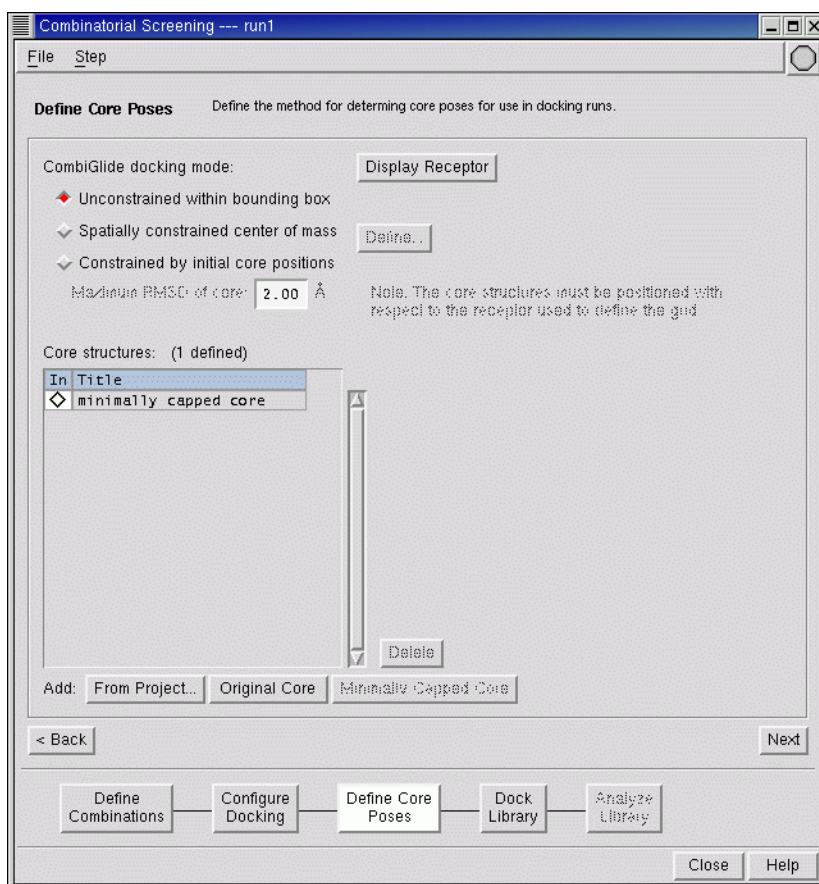 Combinatorial Screening --- run1
File Step
Define Core Poses Define the method for determing core poses for use in docking runs.
CombiGlide docking mode: Display Receptor
Unconstrained within bounding box
Spatially constrained center of mass Define..
Constrained by initial core positions
Maximum RMSD of core: 2.00 Å Note. The core structures must be positioned with
respect to the receptor used to define the grid
Core structures: (1 defined)
In Title
minimally capped core
Delete
Add: From Project... Original Core Minimally Capped Core
< Back Next
Define Combinations Configure Docking Define Core Poses Dock Library Analyze Library
Close Help